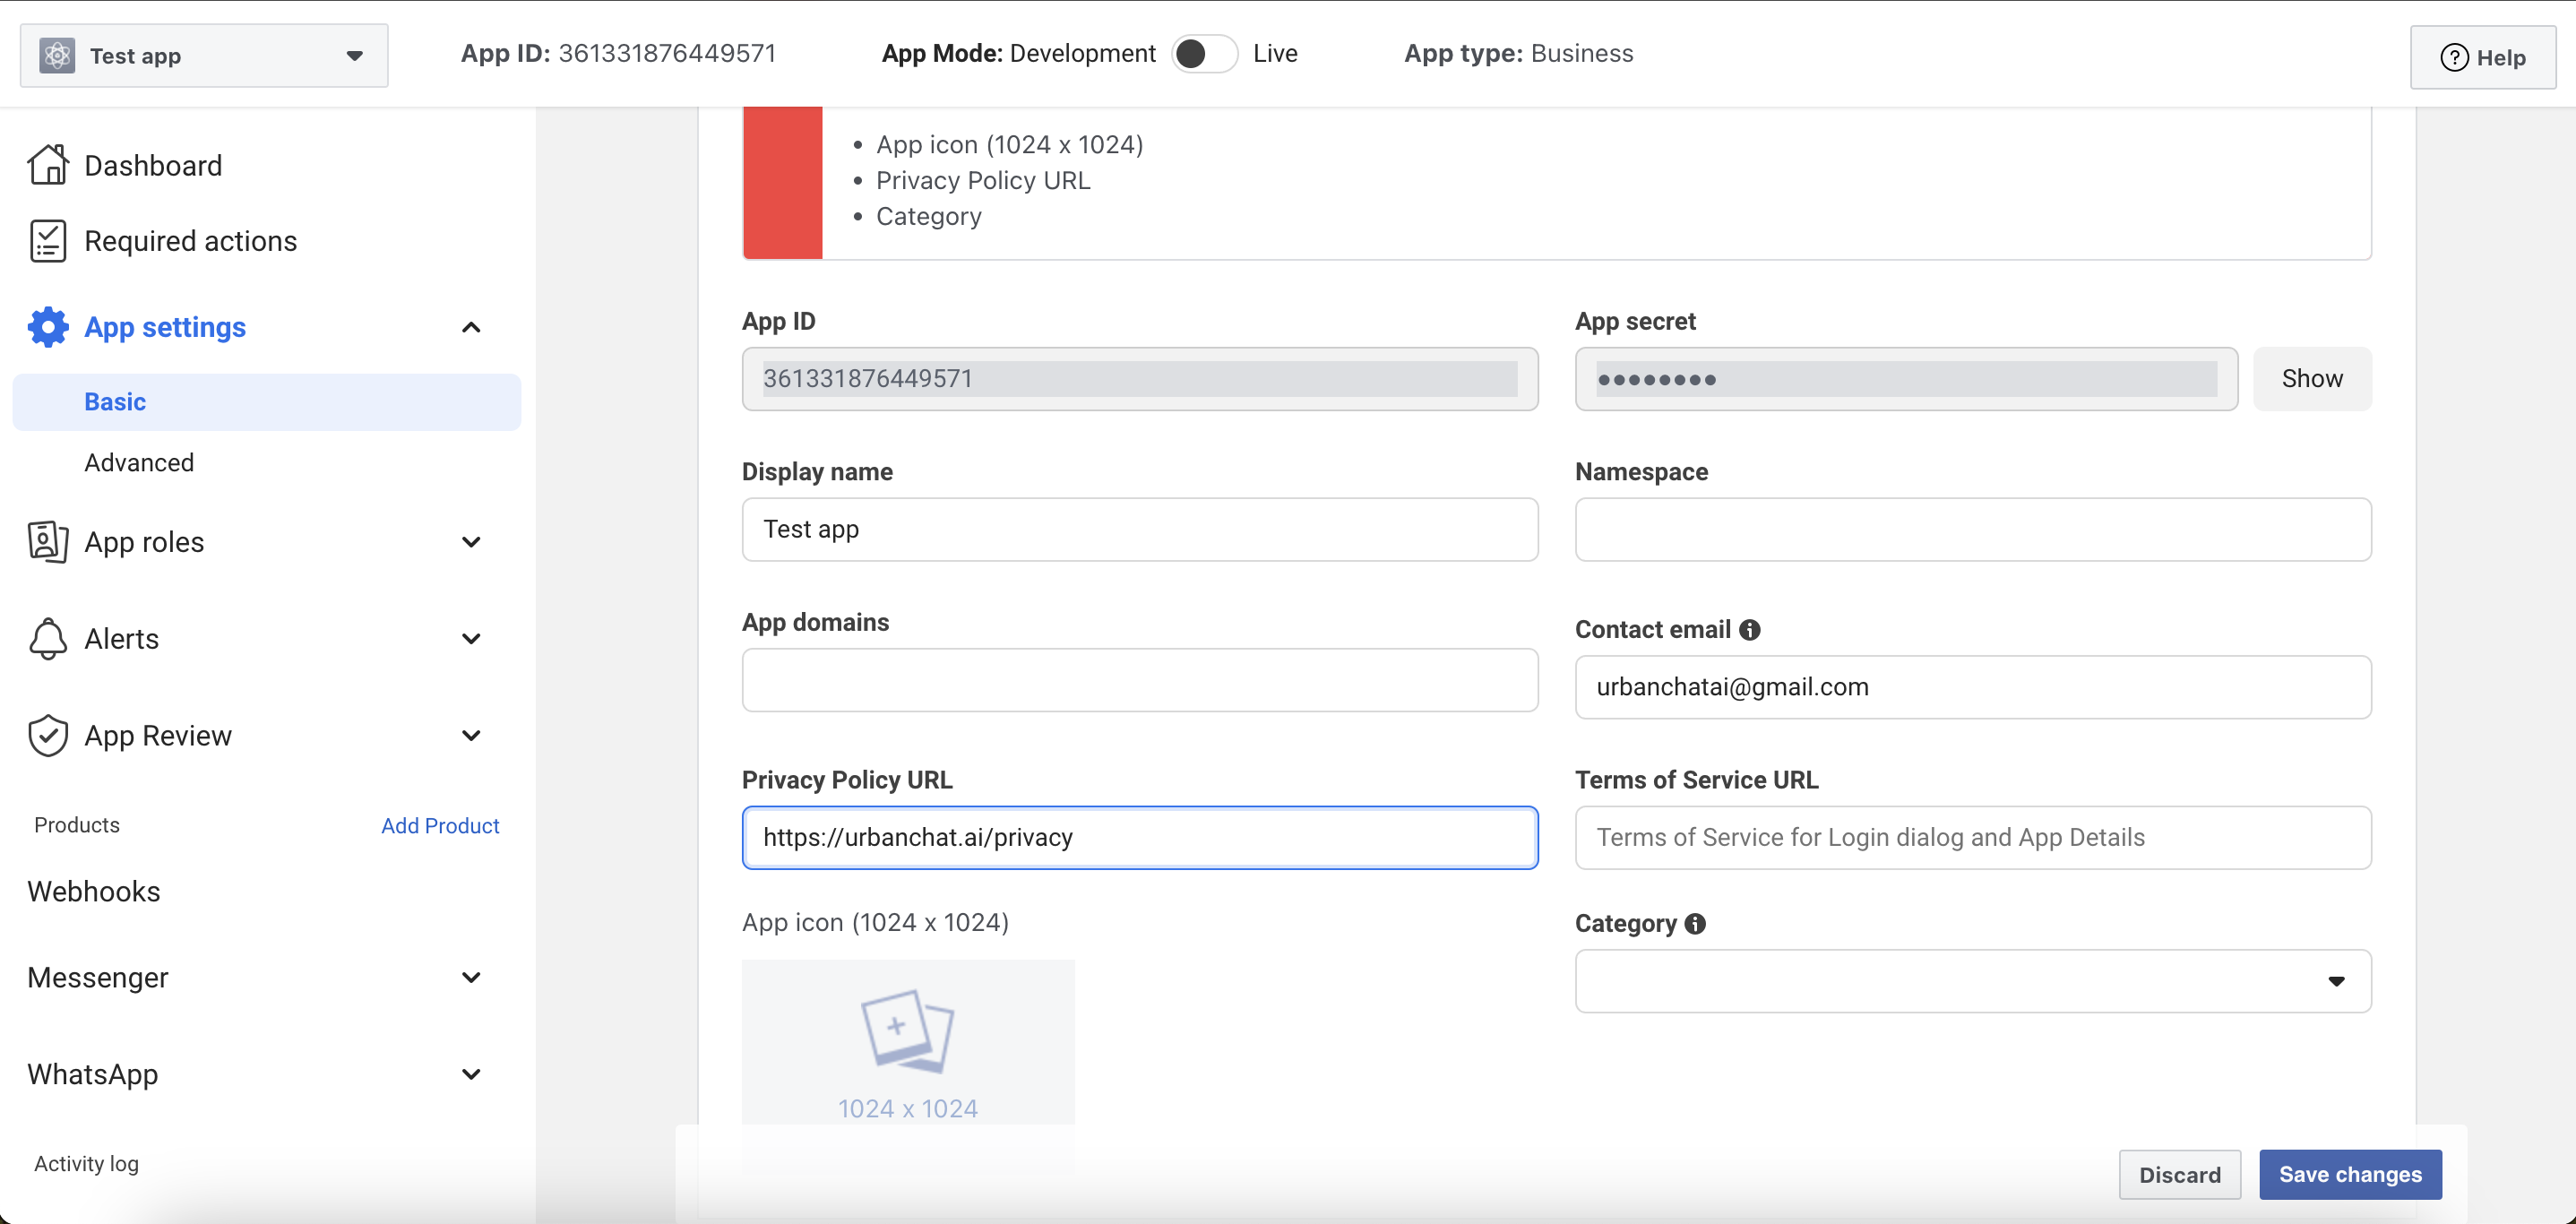 Test app
App ID: 361331876449571
App Mode: Development
Live
App type: Business
Help
Dashboard
Required actions
App settings
Basic
Advanced
App roles
Alerts
App Review
Products
Add Product
Webhooks
Messenger
WhatsApp
Activity log
• App icon (1024 x 1024)
• Privacy Policy URL
• Category
App ID
361331876449571
App secret
●●●●●●●●
Show
Display name
Test app
Namespace
App domains
Contact email
urbanchatai@gmail.com
Privacy Policy URL
https://urbanchat.ai/privacy
Terms of Service URL
Terms of Service for Login dialog and App Details
App icon (1024 x 1024)
1024 x 1024
Category
Discard
Save changes